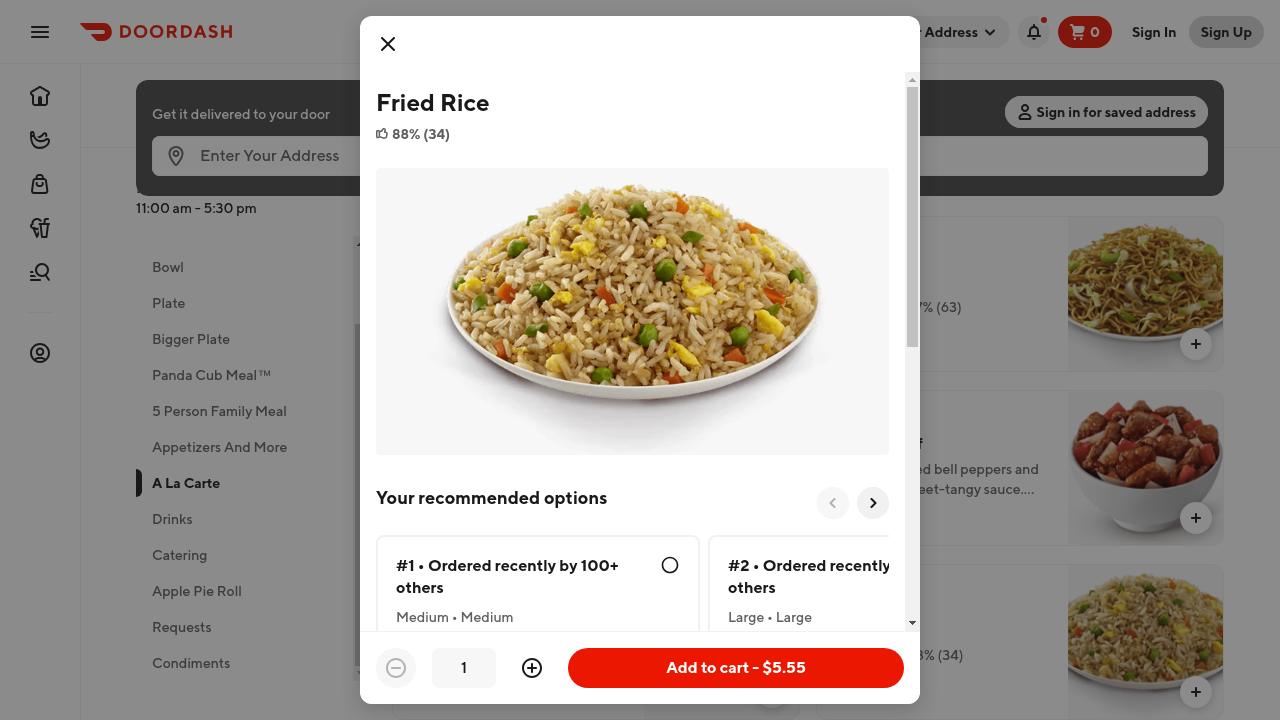 DOORDASH
Address
0
Sign In
Sign Up
Get it delivered to your door
Sign in for saved address
Enter Your Address
11:00 am - 5:30 pm
Bowl
Plate
Bigger Plate
Panda Cub Meal™
5 Person Family Meal
Appetizers And More
A La Carte
Drinks
Catering
Apple Pie Roll
Requests
Condiments
Fried Rice
88% (34)
Your recommended options
#1 • Ordered recently by 100+
others
Medium • Medium
#2 • Ordered recently
others
Large • Large
1
Add to cart - $5.55
% (63)
bell peppers and
sauce....
% (34)